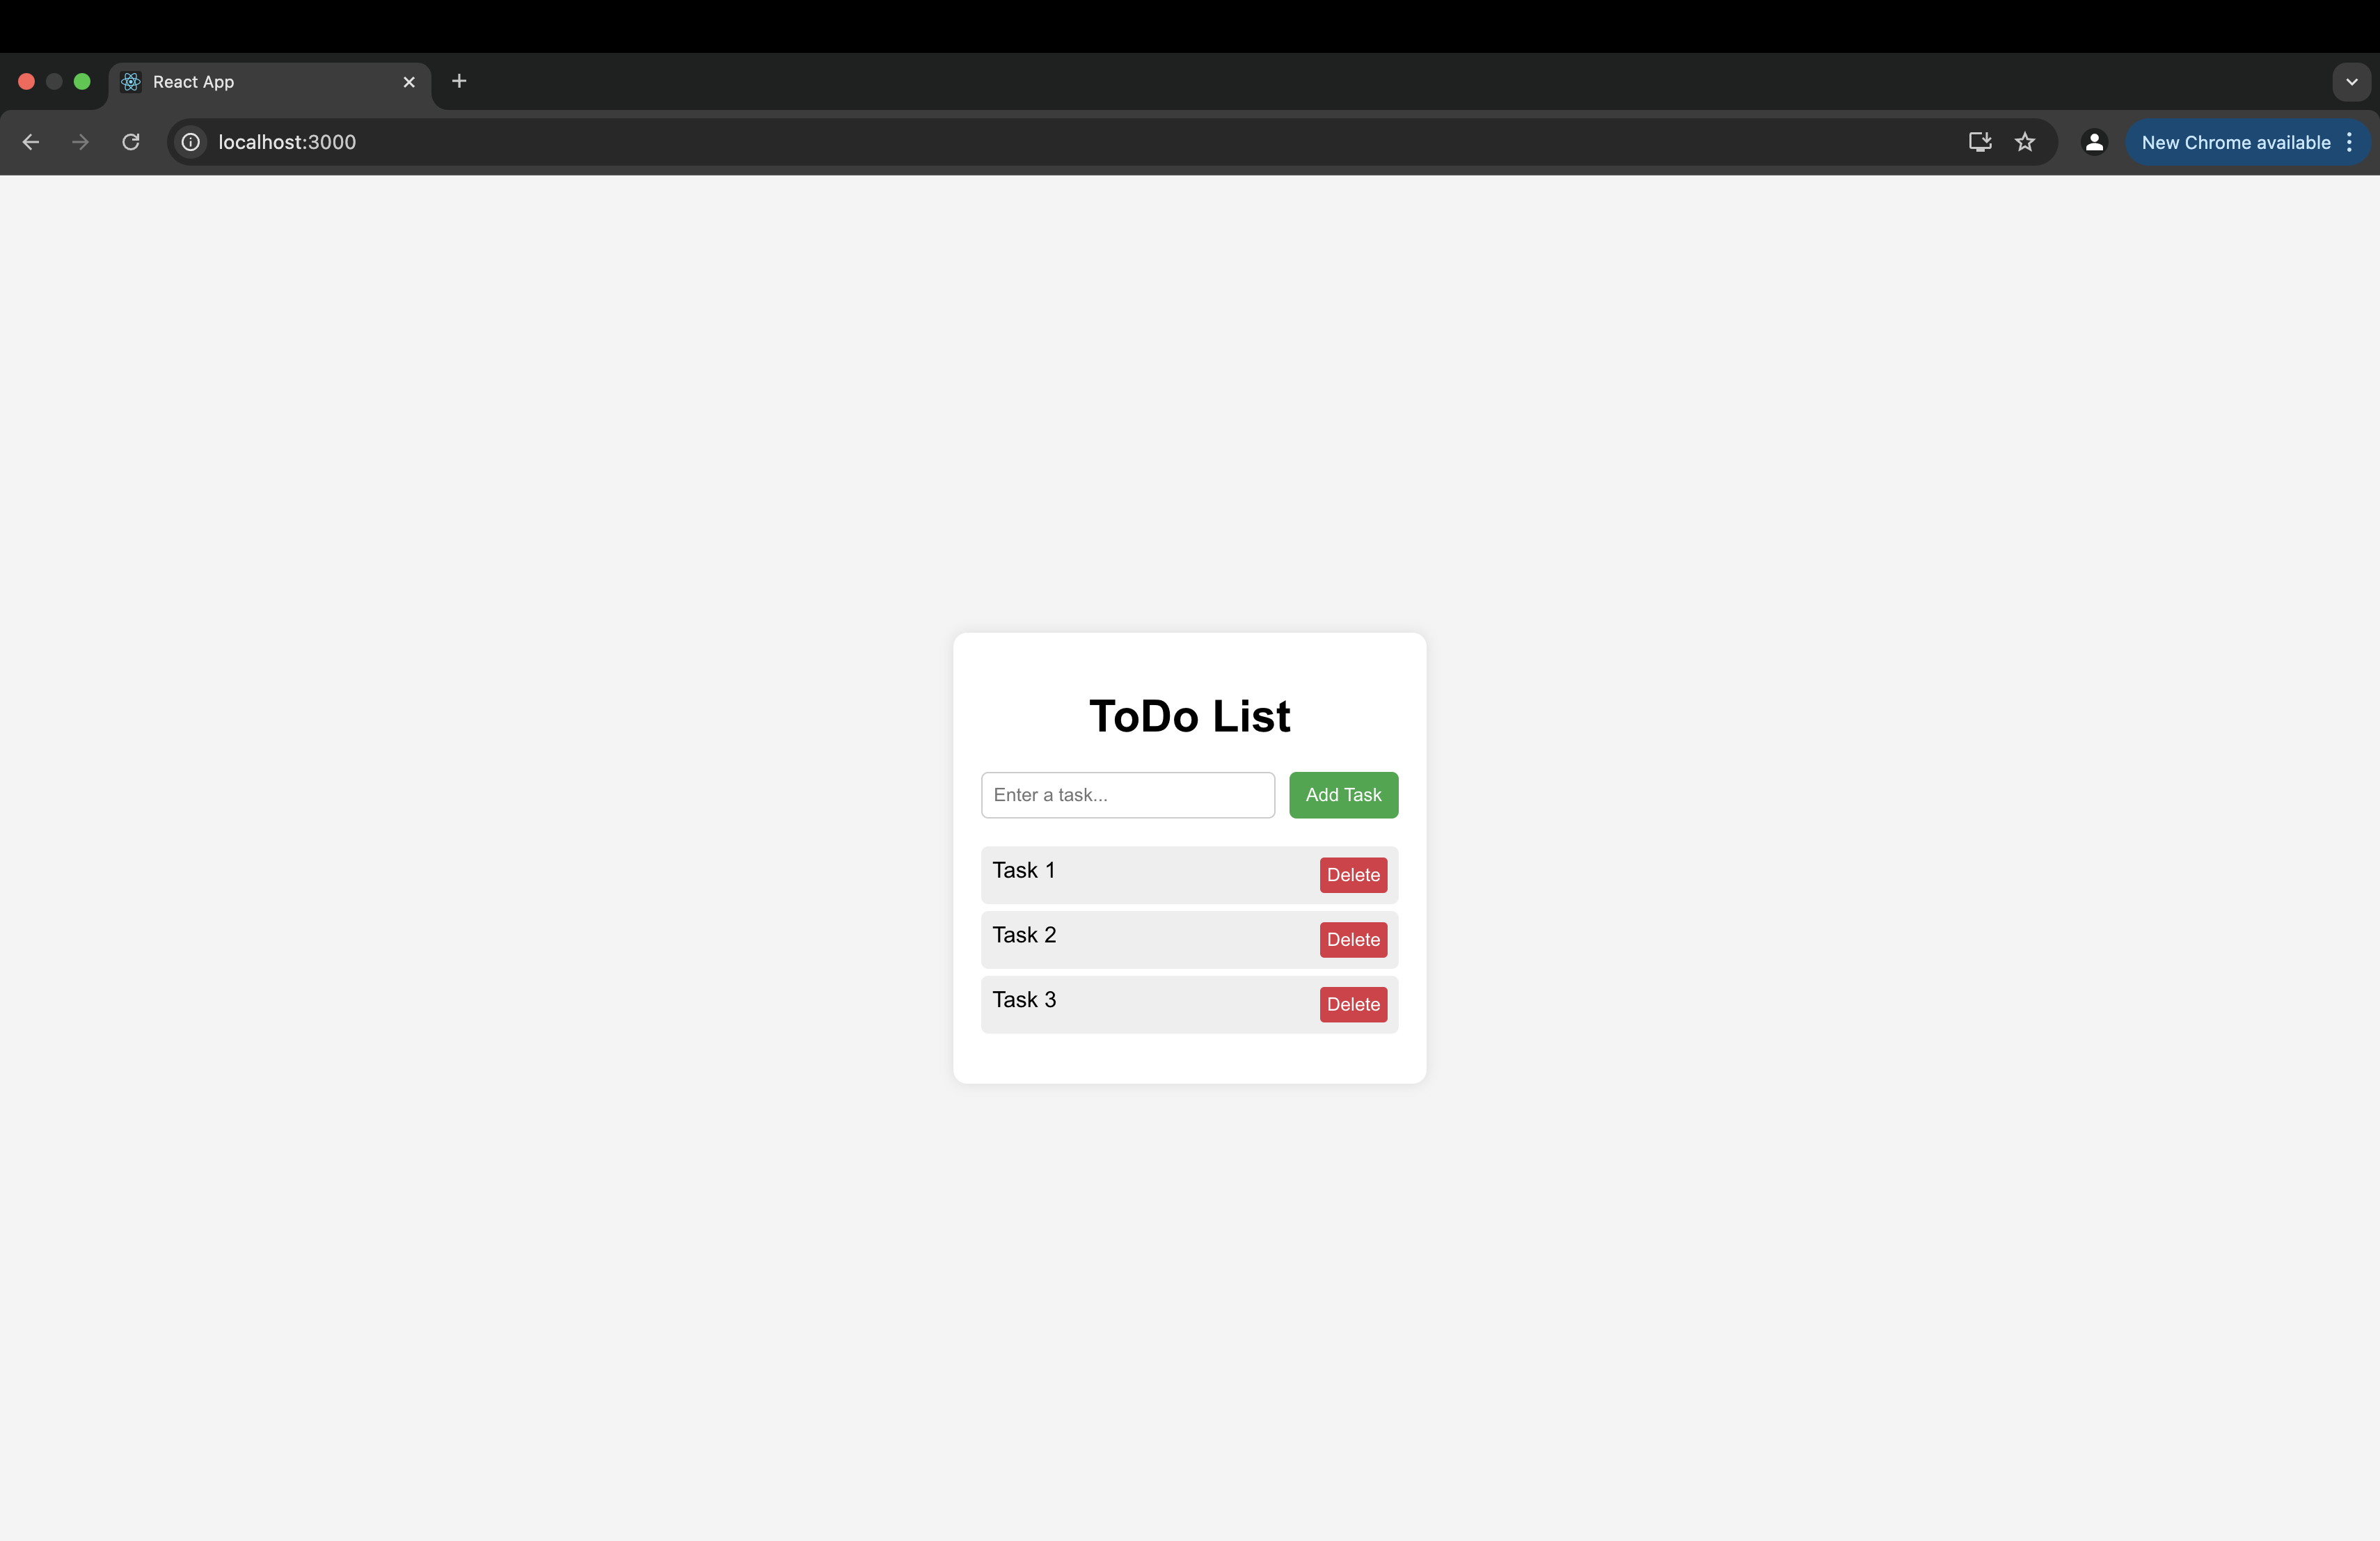 React App
localhost:3000
New Chrome available
ToDo List
Enter a task... Add Task
Task 1 Delete
Task 2 Delete
Task 3 Delete